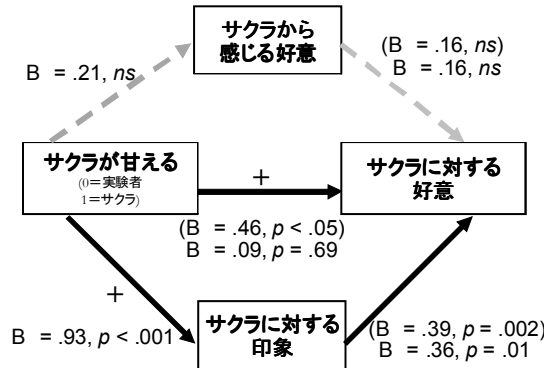 サクラから
感じる好意
B = .21, ns
(B = .16, ns)
B = .16, ns
サクラが甘える
(0＝実験者
1＝サクラ)
+
サクラに対する
好意
(B = .46, p < .05)
B = .09, p = .69
+
B = .93, p < .001
サクラに対する
印象
(B = .39, p = .002)
B = .36, p = .01